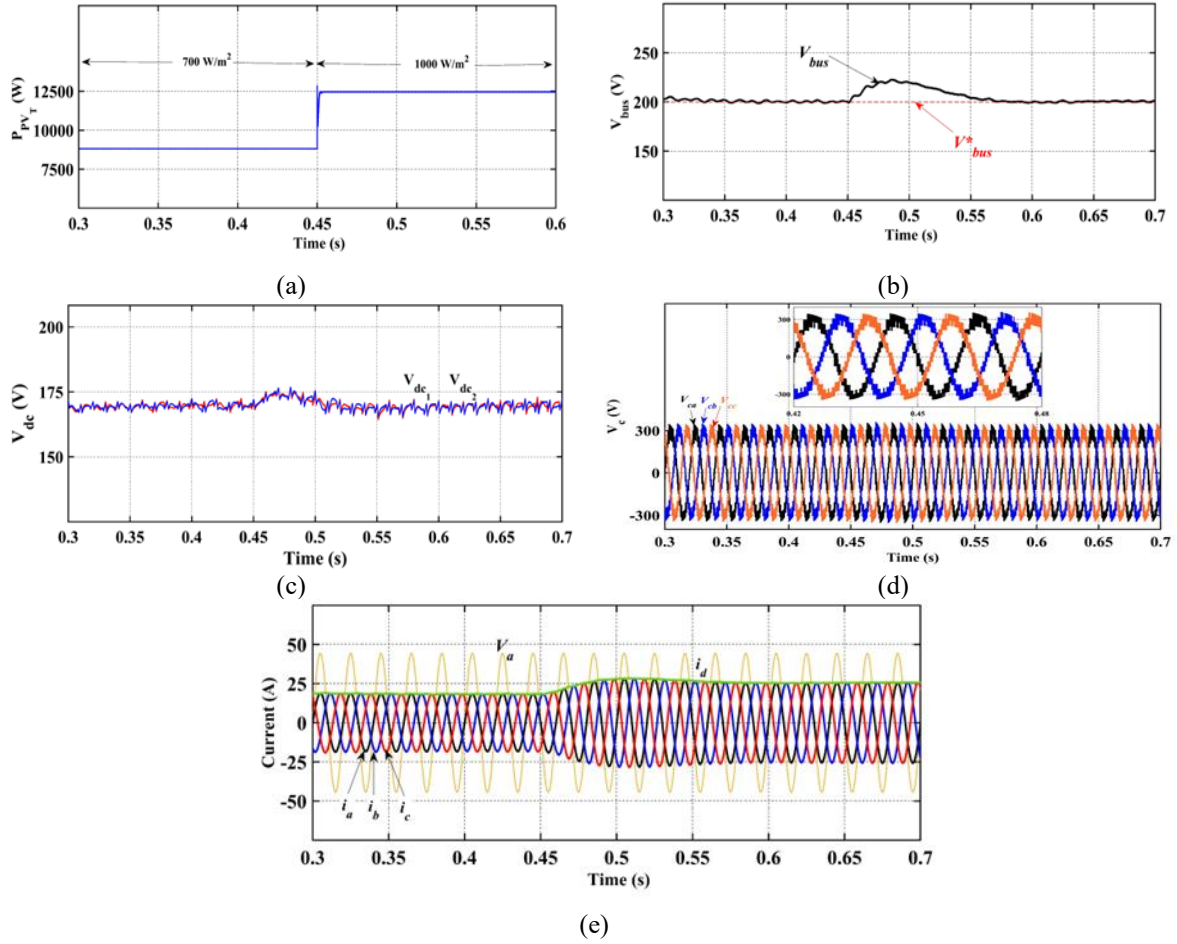 700 W/m²
1000 W/m²
P_PV_T (W)
12500
10000
7500
0.3 0.35 0.4 0.45 0.5 0.55 0.6
Time (s)
(a)
V_bus
V*_bus
V_bus (V)
250
200
150
0.3 0.35 0.4 0.45 0.5 0.55 0.6 0.65 0.7
Time (s)
(b)
V_dc (V)
200
175
150
V_dc_1 V_dc_2
0.3 0.35 0.4 0.45 0.5 0.55 0.6 0.65 0.7
Time (s)
(c)
300
0
-300
0.42 0.45 0.48
V_ca V_cb V_cc
V_c (V)
300
0
-300
0.3 0.35 0.4 0.45 0.5 0.55 0.6 0.65 0.7
Time (s)
(d)
Current (A)
50
25
0
-25
-50
V_a
i_d
i_a i_b i_c
0.3 0.35 0.4 0.45 0.5 0.55 0.6 0.65 0.7
Time (s)
(e)